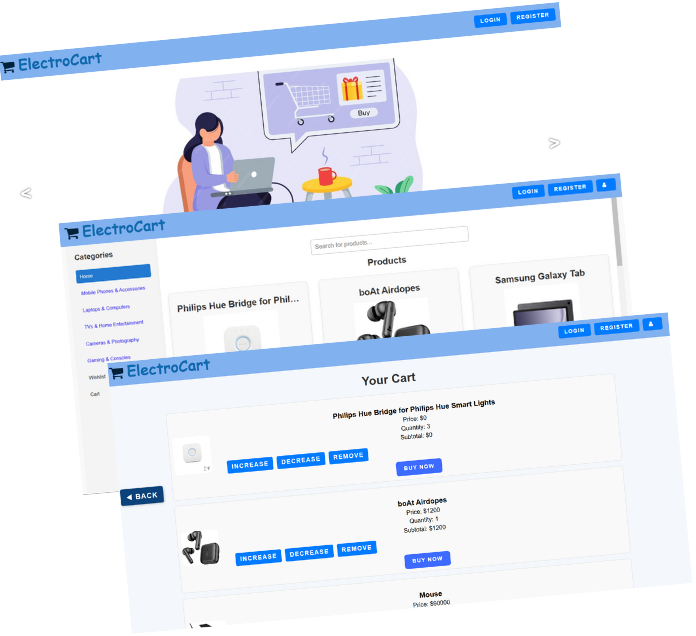 LOGIN REGISTER
ElectroCart
Buy
<
>
LOGIN REGISTER
ElectroCart
Categories
Search for products...
Home
Products
Mobile Phones & Accessories
Laptops & Computers
TVs & Home Entertainment
Cameras & Photography
Gaming & Consoles
Wishlist
Cart
Philips Hue Bridge for Phil...
boAt Airdopes
Samsung Galaxy Tab
LOGIN REGISTER
ElectroCart
Your Cart
◀ BACK
Philips Hue Bridge for Philips Hue Smart Lights
Price: $0
Quantity: 3
Subtotal: $0
INCREASE DECREASE REMOVE
BUY NOW
boAt Airdopes
Price: $1200
Quantity: 1
Subtotal: $1200
INCREASE DECREASE REMOVE
BUY NOW
Mouse
Price: $60000